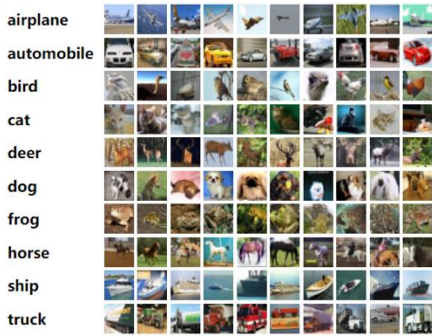 airplane
automobile
bird
cat
deer
dog
frog
horse
ship
truck